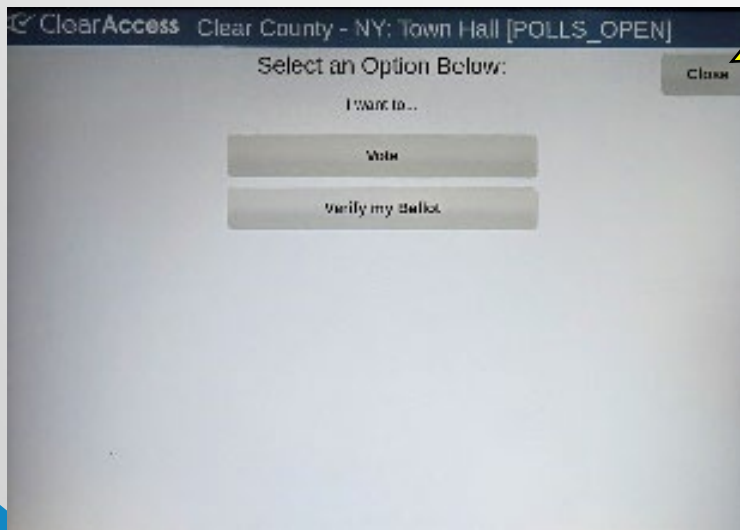 ClearAccess Clear County - NY: Town Hall [POLLS_OPEN]
Select an Option Below:
Close
I want to...
Vote
Verify my Ballot